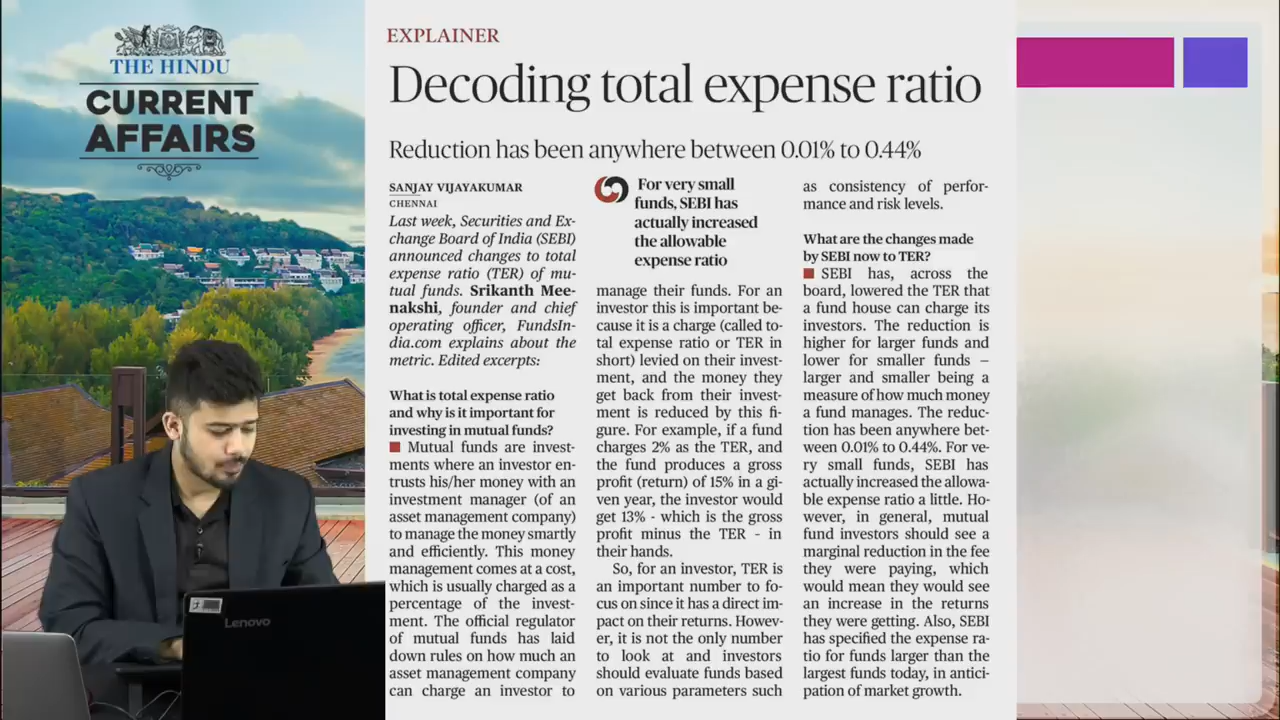 THE HINDU
CURRENT
AFFAIRS
EXPLAINER
Decoding total expense ratio
Reduction has been anywhere between 0.01% to 0.44%
SANJAY VIJAYAKUMAR
CHENNAI
Last week, Securities and Ex-
change Board of India (SEBI)
announced changes to total
expense ratio (TER) of mu-
tual funds. Srikanth Mee-
nakshi, founder and chief
operating officer, FundsIn-
dia.com explains about the
metric. Edited excerpts:
What is total expense ratio
and why is it important for
investing in mutual funds?
Mutual funds are invest-
ments where an investor en-
trusts his/her money with an
investment manager (of an
asset management company)
to manage the money smartly
and efficiently. This money
management comes at a cost,
which is usually charged as a
percentage of the invest-
ment. The official regulator
of mutual funds has laid
down rules on how much an
asset management company
can charge an investor to
For very small
funds, SEBI has
actually increased
the allowable
expense ratio
manage their funds. For an
investor this is important be-
cause it is a charge (called to-
tal expense ratio or TER in
short) levied on their invest-
ment, and the money they
get back from their invest-
ment is reduced by this fi-
gure. For example, if a fund
charges 2% as the TER, and
the fund produces a gross
profit (return) of 15% in a gi-
ven year, the investor would
get 13% - which is the gross
profit minus the TER - in
their hands.
So, for an investor, TER is
an important number to fo-
cus on since it has a direct im-
pact on their returns. Howev-
er, it is not the only number
to look at and investors
should evaluate funds based
on various parameters such
as consistency of perfor-
mance and risk levels.
What are the changes made
by SEBI now to TER?
SEBI has, across the
board, lowered the TER that
a fund house can charge its
investors. The reduction is
higher for larger funds and
lower for smaller funds –
larger and smaller being a
measure of how much money
a fund manages. The reduc-
tion has been anywhere bet-
ween 0.01% to 0.44%. For ve-
ry small funds, SEBI has
actually increased the allowa-
ble expense ratio a little. Ho-
wever, in general, mutual
fund investors should see a
marginal reduction in the fee
they were paying, which
would mean they would see
an increase in the returns
they were getting. Also, SEBI
has specified the expense ra-
tio for funds larger than the
largest funds today, in antici-
pation of market growth.
Lenovo